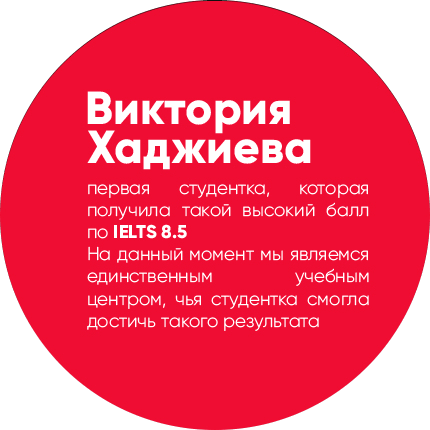 Виктория
Хаджиева
первая студентка, которая
получила такой высокий балл
по IELTS 8.5
На данный момент мы являемся
единственным учебным
центром, чья студентка смогла
достичь такого результата